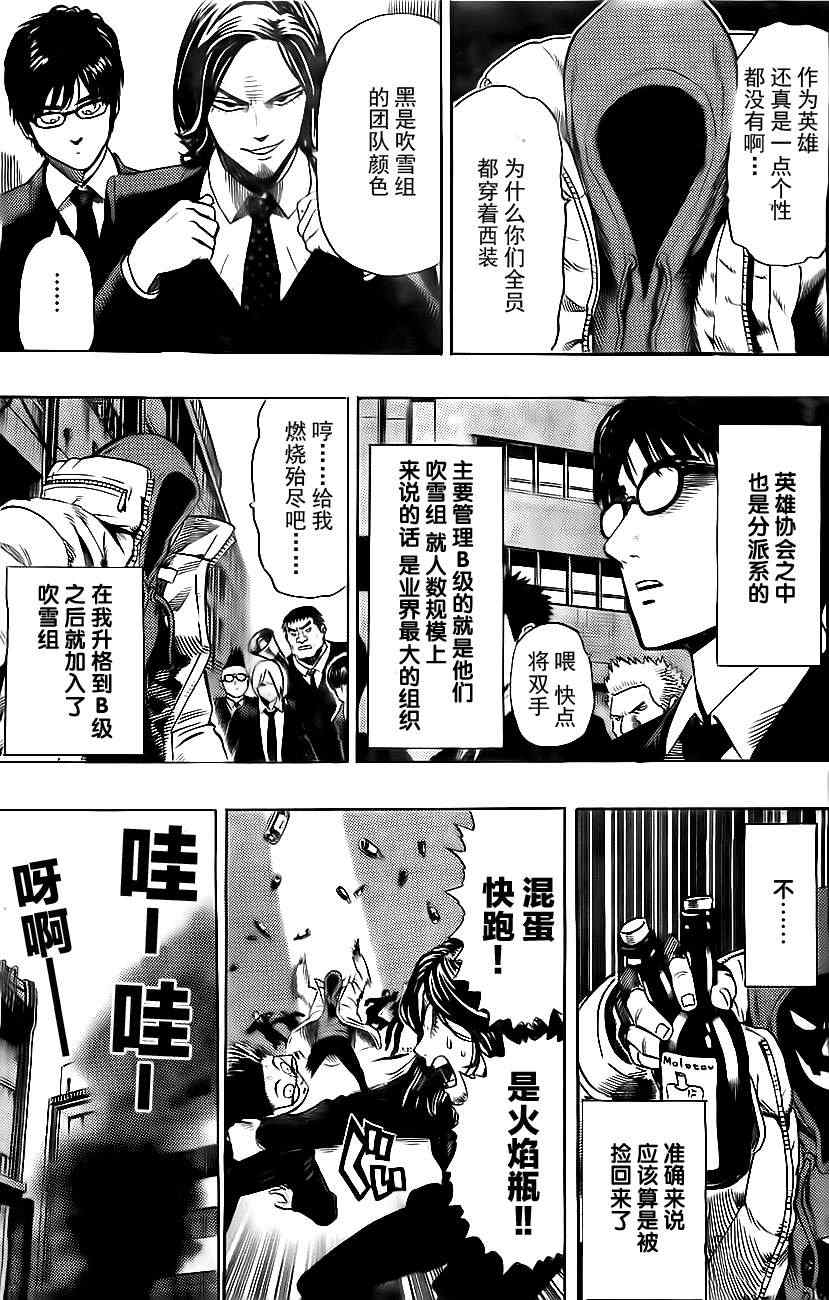 作为英雄
还真是一点个性
都没有啊…
为什么你们全员
都穿着西装
黑是吹雪组
的团队颜色
……
英雄协会之中
也是分派系的
喂 快点
将双手
主要管理B级的就是他们
吹雪组 就人数规模上
来说的话 是业界最大的组织
哼……给我
燃烧殆尽吧……
在我升格到B级
之后就加入了
吹雪组
不……
Molotov
准确来说
应该算是被
捡回来了
混蛋
快跑！
是火焰瓶!!
哇—哇—
呀啊—